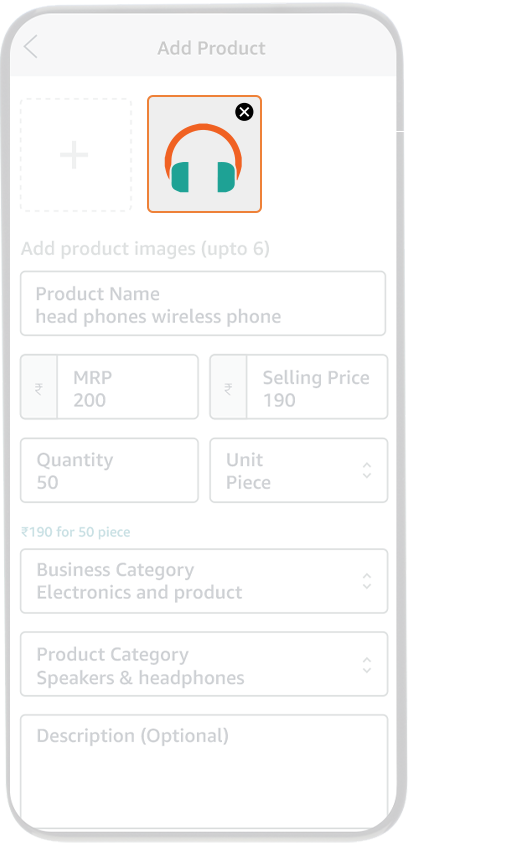 Add Product
Add product images (upto 6)
Product Name
head phones wireless phone
₹
MRP
200
₹
Selling Price
190
Quantity
50
Unit
Piece
₹190 for 50 piece
Business Category
Electronics and product
Product Category
Speakers & headphones
Description (Optional)